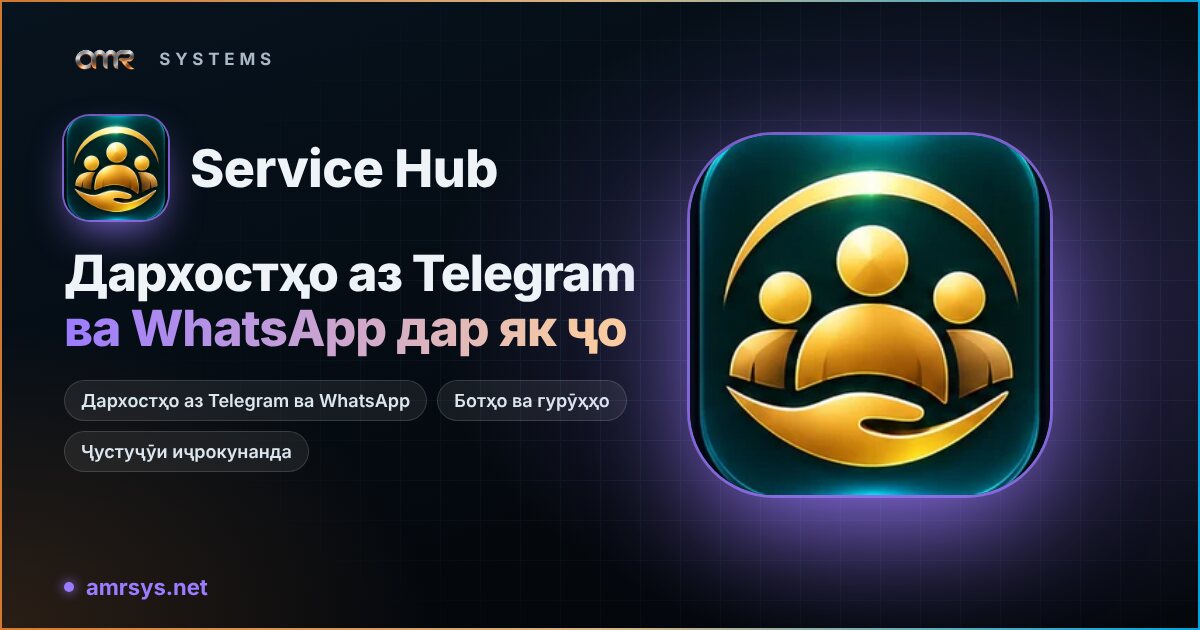 AMR SYSTEMS
Service Hub
Дархостҳо аз Telegram
ва WhatsApp дар як ҷо
Дархостҳо аз Telegram ва WhatsApp
Ботҳо ва гурӯҳҳо
Ҷустуҷӯи иҷрокунанда
amrsys.net